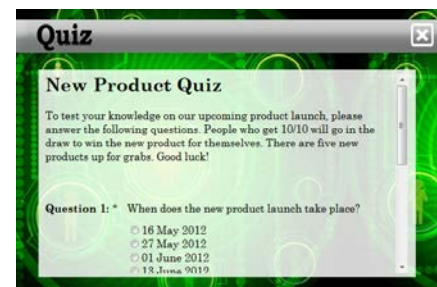 Quiz
New Product Quiz
To test your knowledge on our upcoming product launch, please
answer the following questions. People who get 10/10 will go in the
draw to win the new product for themselves. There are five new
products up for grabs. Good luck!
Question 1: * When does the new product launch take place?
16 May 2012
27 May 2012
01 June 2012
13 June 2012